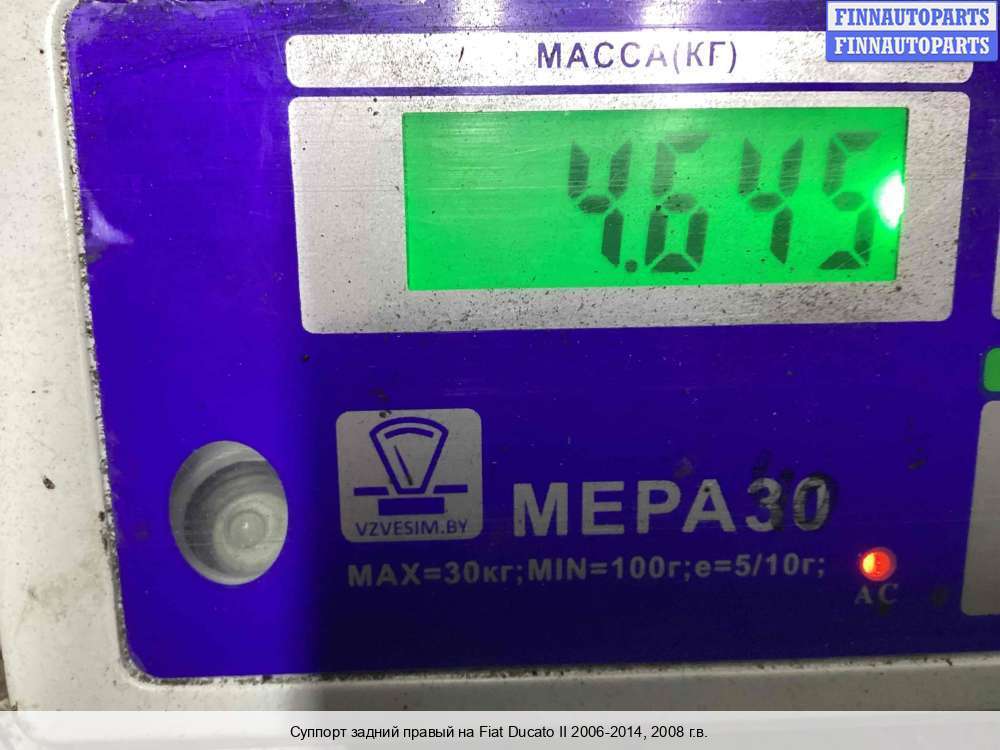 FINNAUTOPARTS
FINNAUTOPARTS
МАССА(КГ)
4.645
VZVESIM.BY
МЕРА30
MAX=30кг;MIN=100г;e=5/10г;
AC
Суппорт задний правый на Fiat Ducato II 2006-2014, 2008 г.в.